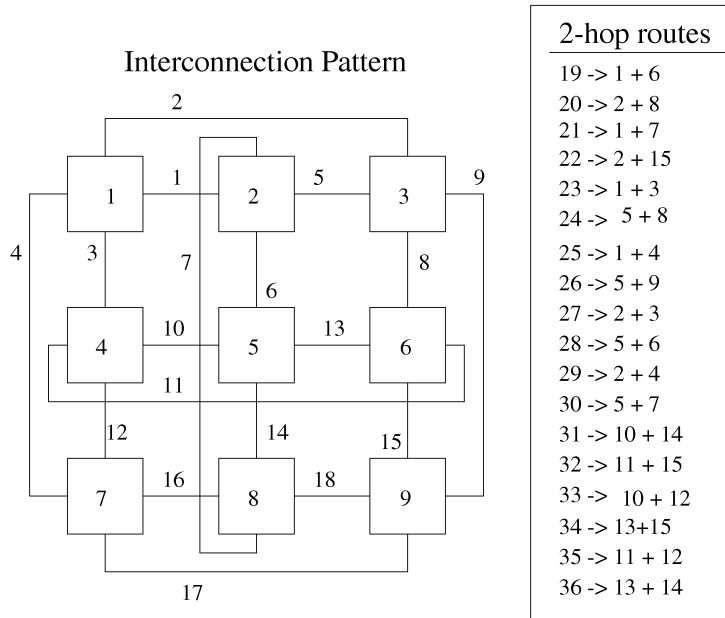 Interconnection Pattern
2
1 1 2 5 3 9
4 3 7 8
6
4 10 5 13 6
11
12 14 15
7 16 8 18 9
17
2-hop routes
19 -> 1 + 6
20 -> 2 + 8
21 -> 1 + 7
22 -> 2 + 15
23 -> 1 + 3
24 -> 5 + 8
25 -> 1 + 4
26 -> 5 + 9
27 -> 2 + 3
28 -> 5 + 6
29 -> 2 + 4
30 -> 5 + 7
31 -> 10 + 14
32 -> 11 + 15
33 -> 10 + 12
34 -> 13+15
35 -> 11 + 12
36 -> 13 + 14